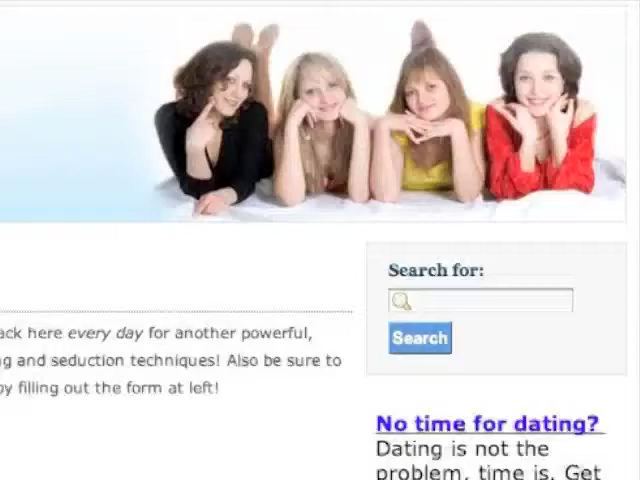 Search for:
Search
ack here every day for another powerful,
g and seduction techniques! Also be sure to
by filling out the form at left!
No time for dating?
Dating is not the
problem, time is. Get